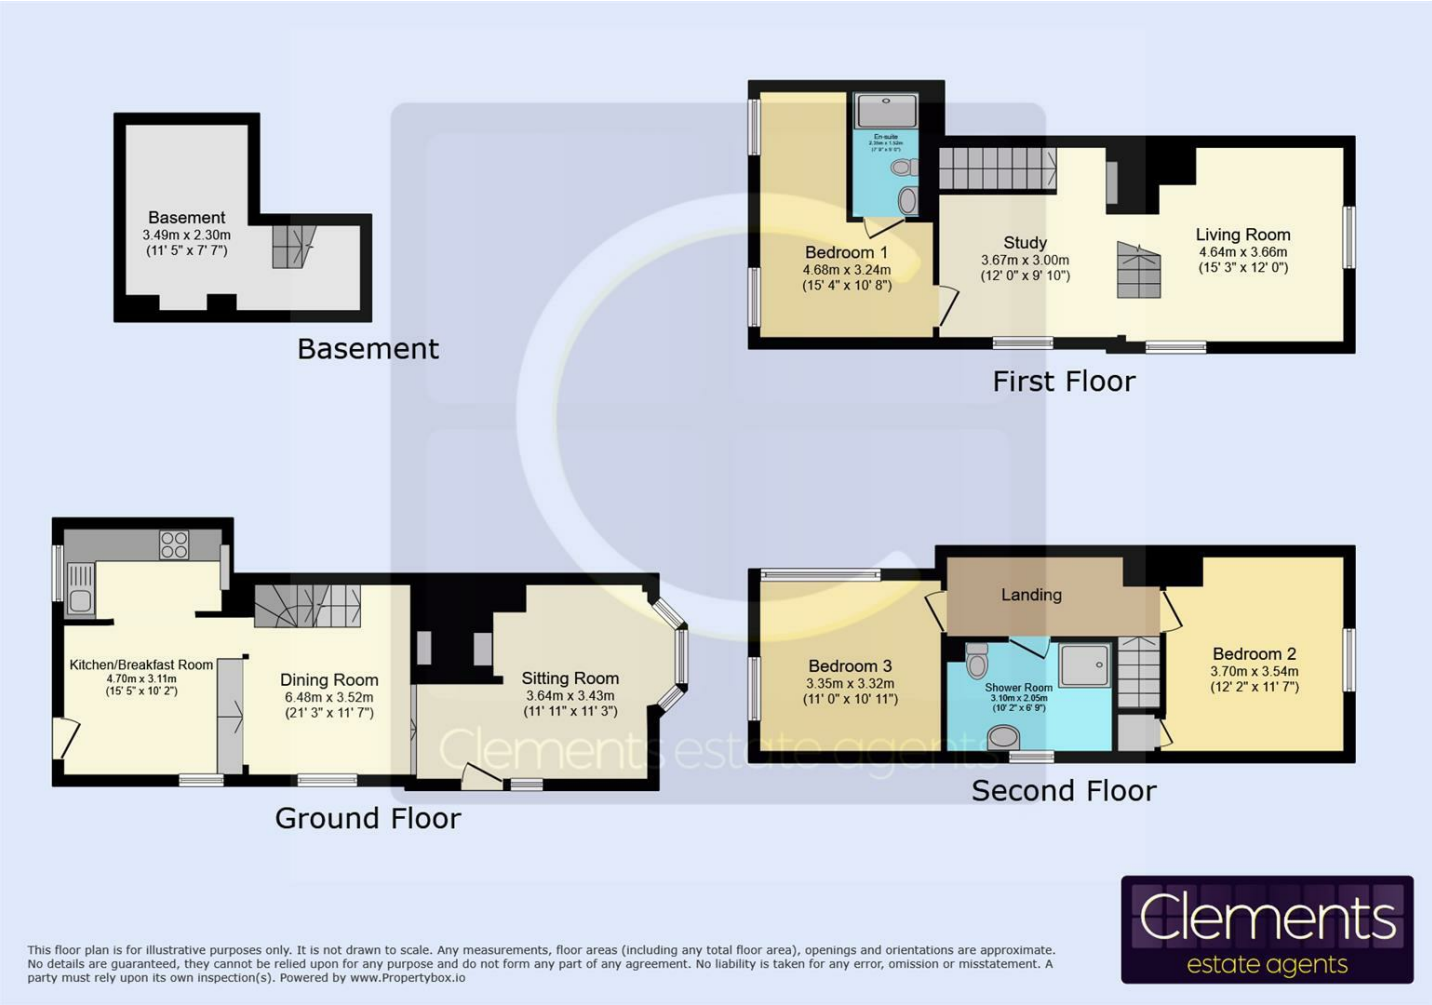 Basement
3.49m x 2.30m
(11' 5" x 7' 7")
Basement
En-suite
2.35m x 1.52m
(7' 9" x 5' 0")
Bedroom 1
4.68m x 3.24m
(15' 4" x 10' 8")
Study
3.67m x 3.00m
(12' 0" x 9' 10")
Living Room
4.64m x 3.66m
(15' 3" x 12' 0")
First Floor
Kitchen/Breakfast Room
4.70m x 3.11m
(15' 5" x 10' 2")
Dining Room
6.48m x 3.52m
(21' 3" x 11' 7")
Sitting Room
3.64m x 3.43m
(11' 11" x 11' 3")
Clements estate agents
Ground Floor
Landing
Bedroom 3
3.35m x 3.32m
(11' 0" x 10' 11")
Shower Room
3.10m x 2.05m
(10' 2" x 6' 9")
Bedroom 2
3.70m x 3.54m
(12' 2" x 11' 7")
Second Floor
Clements
estate agents
This floor plan is for illustrative purposes only. It is not drawn to scale. Any measurements, floor areas (including any total floor area), openings and orientations are approximate.
No details are guaranteed, they cannot be relied upon for any purpose and do not form any part of any agreement. No liability is taken for any error, omission or misstatement. A
party must rely upon its own inspection(s). Powered by www.Propertybox.io